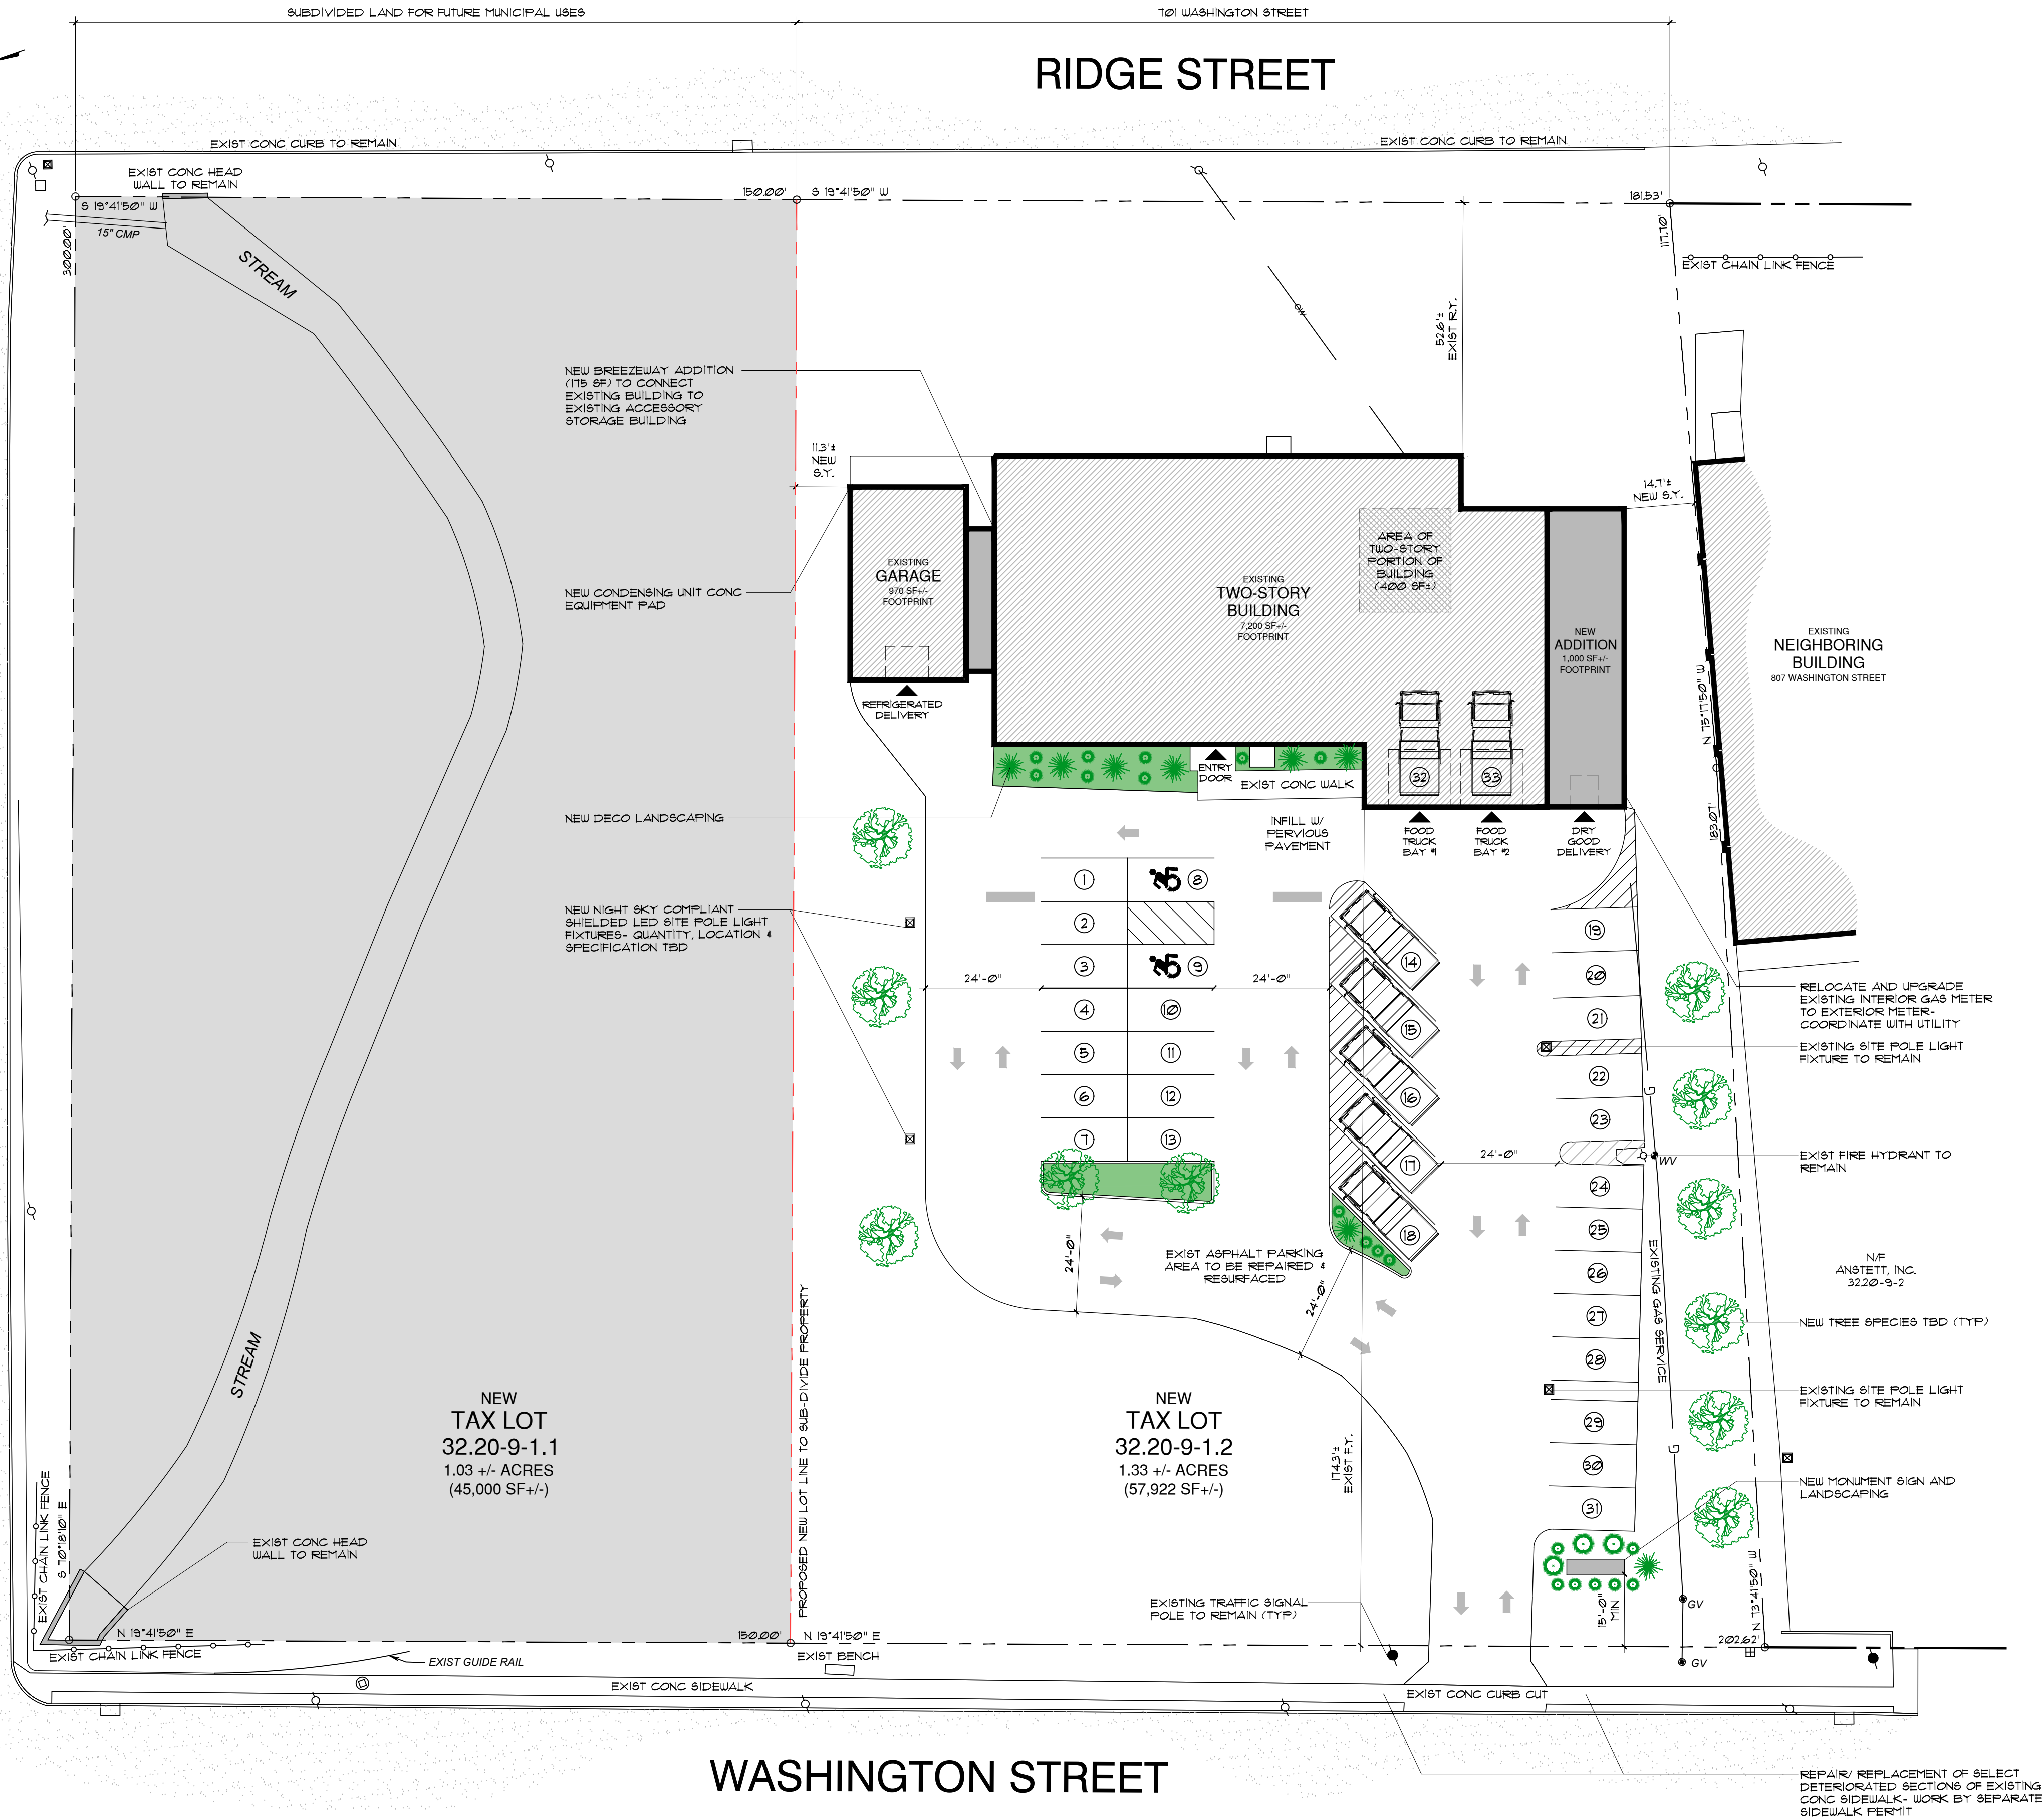 SUBDIVIDED LAND FOR FUTURE MUNICIPAL USES
701 WASHINGTON STREET
RIDGE STREET
EXIST CONC CURB TO REMAIN
EXIST CONC CURB TO REMAIN
EXIST CONC HEAD
WALL TO REMAIN
150.00'
S 19°41'50" W
181.53'
S 19°41'50" W
15" CMP
300.00'
117.70'
EXIST CHAIN LINK FENCE
STREAM
OW
52.6'±
EXIST R.Y.
NEW BREEZEWAY ADDITION
(175 SF) TO CONNECT
EXISTING BUILDING TO
EXISTING ACCESSORY
STORAGE BUILDING
11.3'±
NEW
S.Y.
14.7'±
NEW S.Y.
AREA OF
TWO-STORY
PORTION OF
BUILDING
(400 SF±)
EXISTING
GARAGE
970 SF+/-
FOOTPRINT
EXISTING
TWO-STORY
BUILDING
7,200 SF+/-
FOOTPRINT
NEW CONDENSING UNIT CONC
EQUIPMENT PAD
NEW
ADDITION
1,000 SF+/-
FOOTPRINT
EXISTING
NEIGHBORING
BUILDING
807 WASHINGTON STREET
N 75°17'50" W
REFRIGERATED
DELIVERY
ENTRY
DOOR
EXIST CONC WALK
32
33
183.07'
NEW DECO LANDSCAPING
INFILL W/
PERVIOUS
PAVEMENT
FOOD
TRUCK
BAY #1
FOOD
TRUCK
BAY #2
DRY
GOOD
DELIVERY
1
8
2
3
9
4
10
5
11
6
12
7
13
14
15
16
17
18
19
20
21
22
23
24
25
26
27
28
29
30
31
NEW NIGHT SKY COMPLIANT
SHIELDED LED SITE POLE LIGHT
FIXTURES- QUANTITY, LOCATION &
SPECIFICATION TBD
24'-0"
24'-0"
RELOCATE AND UPGRADE
EXISTING INTERIOR GAS METER
TO EXTERIOR METER-
COORDINATE WITH UTILITY
EXISTING SITE POLE LIGHT
FIXTURE TO REMAIN
G
24'-0"
WV
EXIST FIRE HYDRANT TO
REMAIN
24'-0"
EXIST ASPHALT PARKING
AREA TO BE REPAIRED &
RESURFACED
24'-0"
EXISTING GAS SERVICE
N/F
ANSTETT, INC.
32.20-9-2
NEW TREE SPECIES TBD (TYP)
STREAM
PROPOSED NEW LOT LINE TO SUB-DIVIDE PROPERTY
EXISTING SITE POLE LIGHT
FIXTURE TO REMAIN
NEW
TAX LOT
32.20-9-1.1
1.03 +/- ACRES
(45,000 SF+/-)
NEW
TAX LOT
32.20-9-1.2
1.33 +/- ACRES
(57,922 SF+/-)
174.3'±
EXIST F.Y.
G
NEW MONUMENT SIGN AND
LANDSCAPING
EXIST CHAIN LINK FENCE
S 70°18'10" E
EXIST CONC HEAD
WALL TO REMAIN
EXISTING TRAFFIC SIGNAL
POLE TO REMAIN (TYP)
15'-0"
MIN
GV
N 73°41'50" W
N 19°41'50" E
150.00'
N 19°41'50" E
202.62'
EXIST CHAIN LINK FENCE
EXIST GUIDE RAIL
EXIST BENCH
GV
EXIST CONC SIDEWALK
EXIST CONC CURB CUT
WASHINGTON STREET
REPAIR/ REPLACEMENT OF SELECT
DETERIORATED SECTIONS OF EXISTING
CONC SIDEWALK- WORK BY SEPARATE
SIDEWALK PERMIT